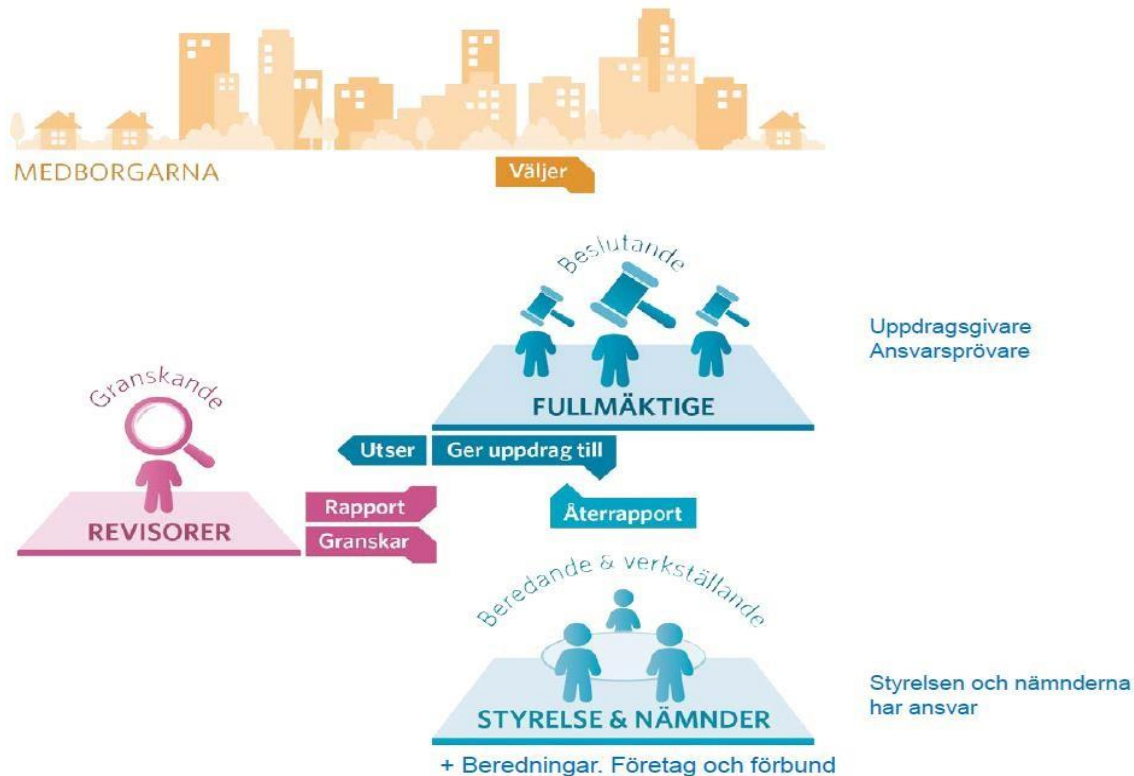 MEDBORGARNA
Väljer
Beslutande
Uppdragsgivare
Ansvarsprövare
FULLMÄKTIGE
Granskande
Utser
Ger uppdrag till
Rapport
Återrapport
REVISORER
Granskar
Beredande & verkställande
Styrelsen och nämnderna
har ansvar
STYRELSE & NÄMNDER
+ Beredningar. Företag och förbund